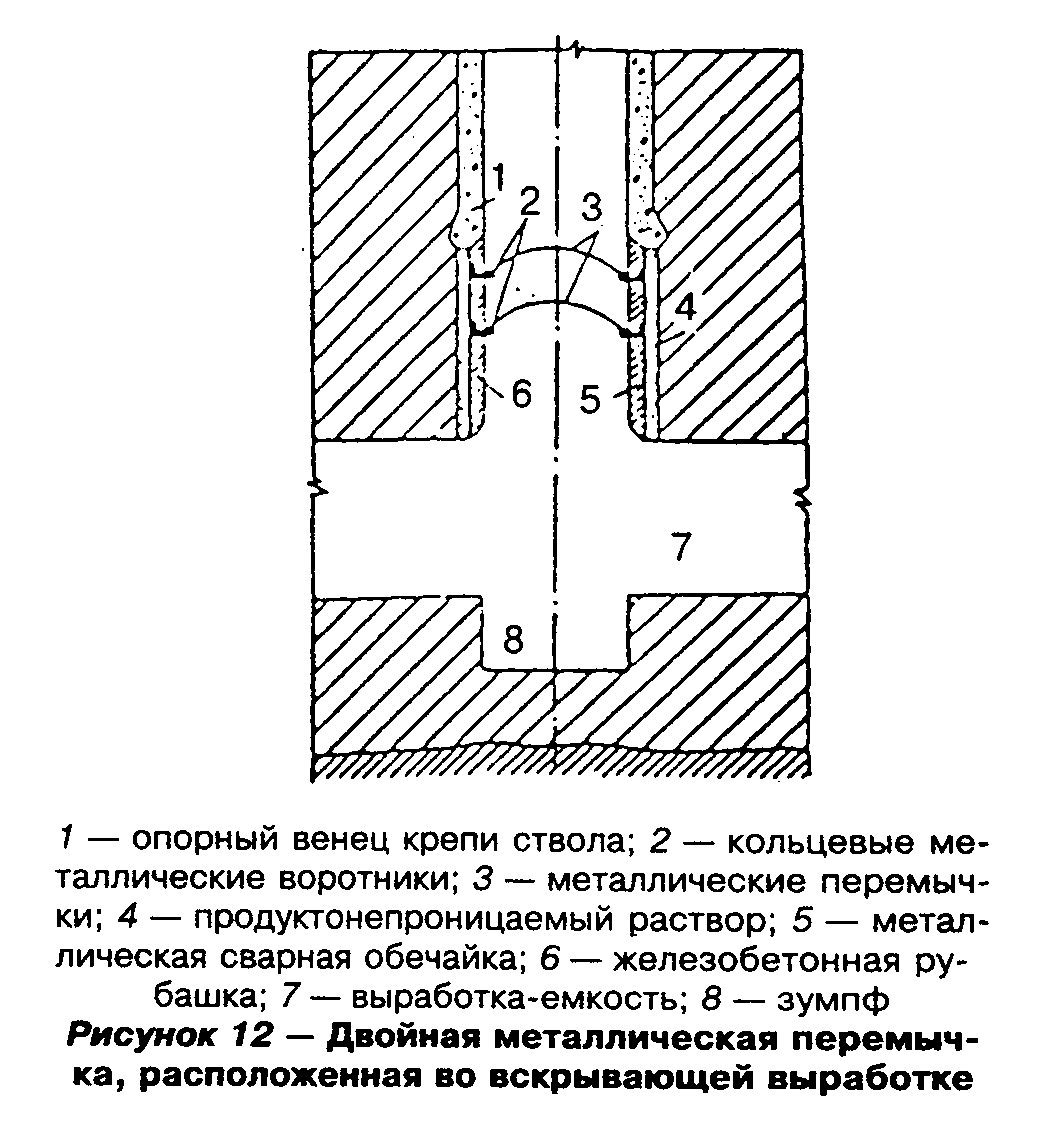 1
2
3
4
6
5
7
8
1 — опорный венец крепи ствола; 2 — кольцевые ме-
таллические воротники; 3 — металлические перемыч-
ки; 4 — продуктонепроницаемый раствор; 5 — метал-
лическая сварная обечайка; 6 — железобетонная ру-
башка; 7 — выработка-емкость; 8 — зумпф
Рисунок 12 — Двойная металлическая перемыч-
ка, расположенная во вскрывающей выработке